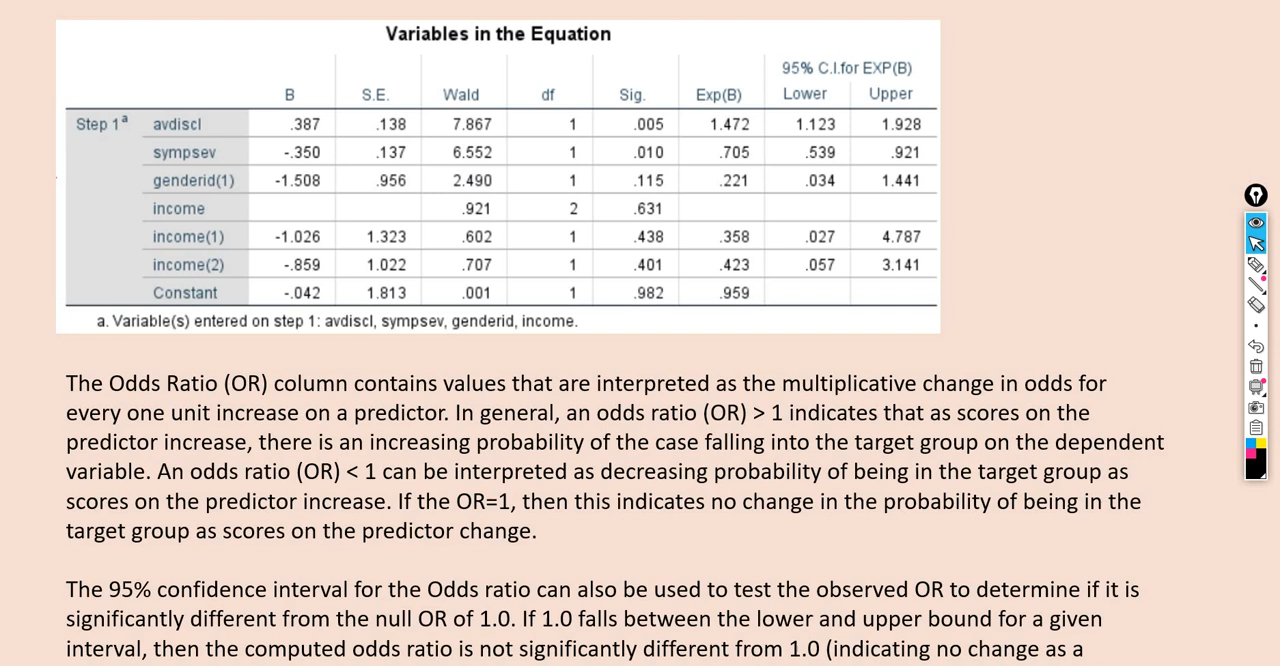 Variables in the Equation
95% C.I.for EXP(B)
B S.E. Wald df Sig. Exp(B) Lower Upper
Step 1a avdiscl .387 .138 7.867 1 .005 1.472 1.123 1.928
sympsev -.350 .137 6.552 1 .010 .705 .539 .921
genderid(1) -1.508 .956 2.490 1 .115 .221 .034 1.441
income .921 2 .631
income(1) -1.026 1.323 .602 1 .438 .358 .027 4.787
income(2) -.859 1.022 .707 1 .401 .423 .057 3.141
Constant -.042 1.813 .001 1 .982 .959
a. Variable(s) entered on step 1: avdiscl, sympsev, genderid, income.
The Odds Ratio (OR) column contains values that are interpreted as the multiplicative change in odds for
every one unit increase on a predictor. In general, an odds ratio (OR) > 1 indicates that as scores on the
predictor increase, there is an increasing probability of the case falling into the target group on the dependent
variable. An odds ratio (OR) < 1 can be interpreted as decreasing probability of being in the target group as
scores on the predictor increase. If the OR=1, then this indicates no change in the probability of being in the
target group as scores on the predictor change.
The 95% confidence interval for the Odds ratio can also be used to test the observed OR to determine if it is
significantly different from the null OR of 1.0. If 1.0 falls between the lower and upper bound for a given
interval, then the computed odds ratio is not significantly different from 1.0 (indicating no change as a